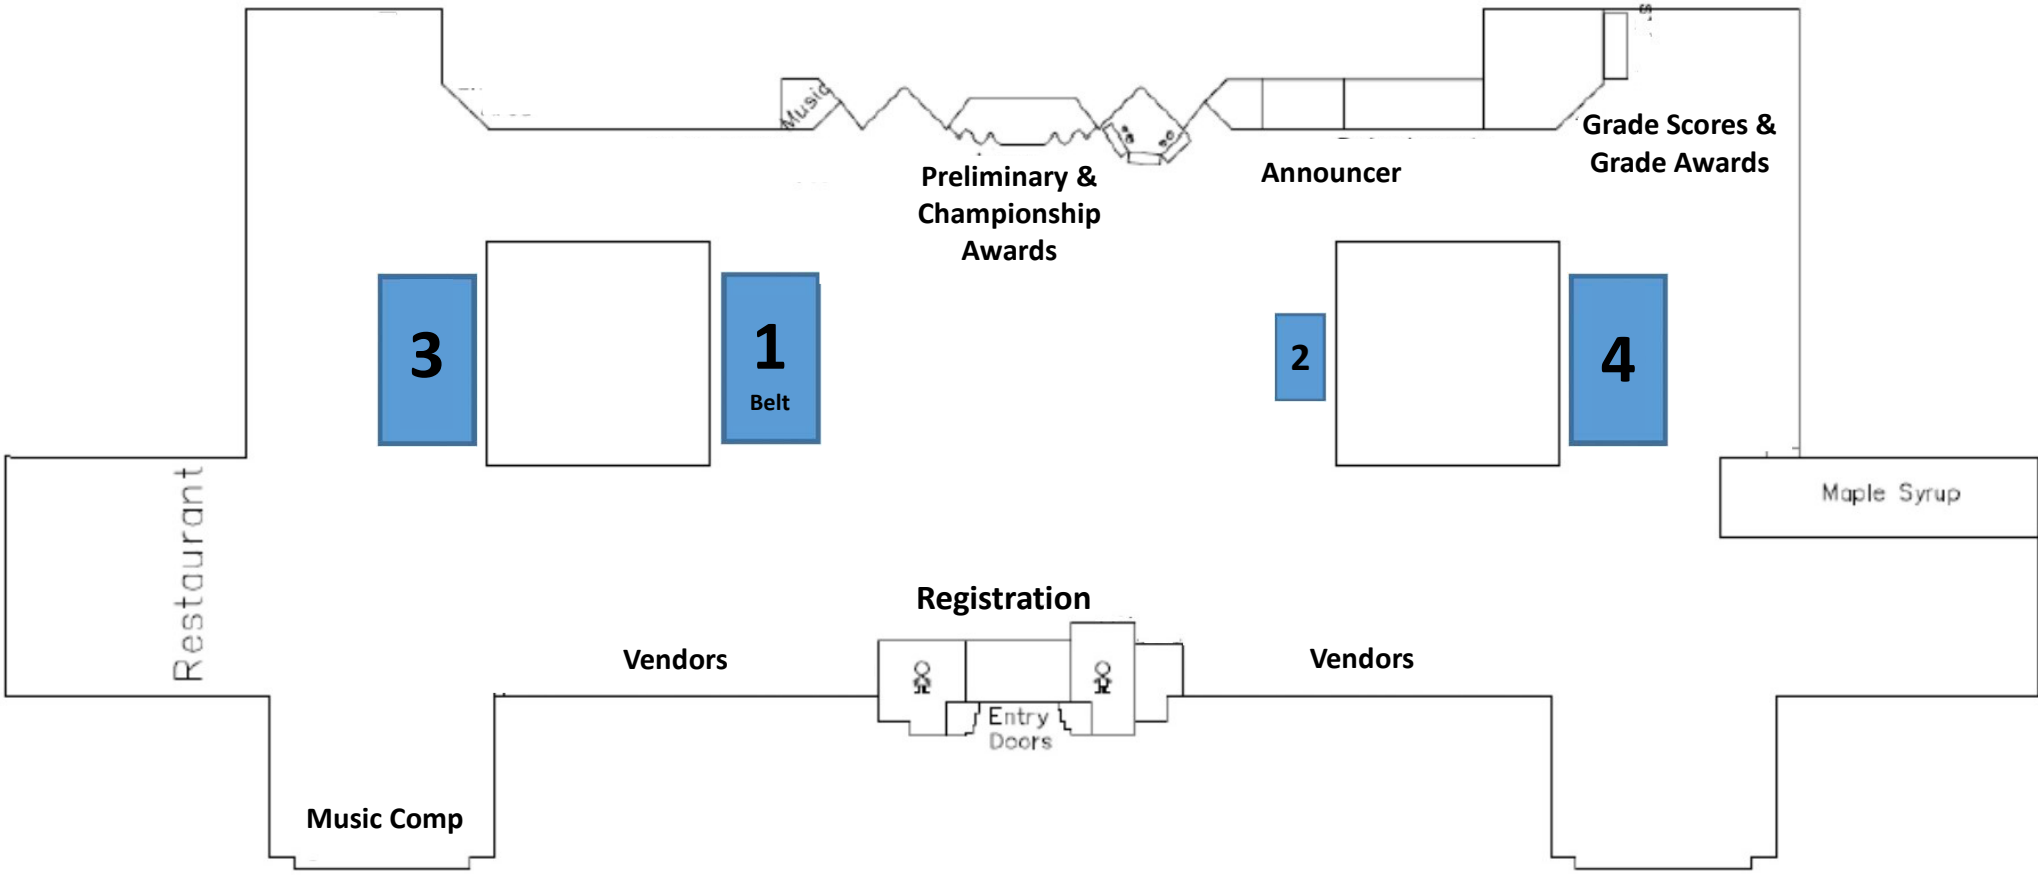 Music
Preliminary &
Championship
Awards
Announcer
Grade Scores &
Grade Awards
3
1
Belt
2
4
Restaurant
Maple Syrup
Registration
Vendors
Vendors
Entry
Doors
Music Comp